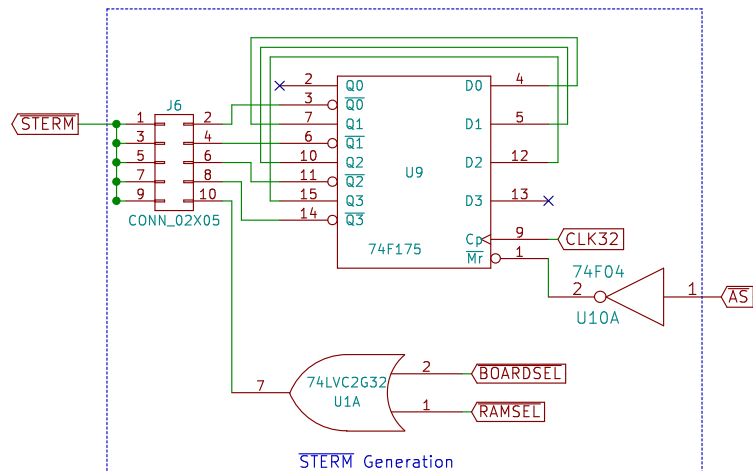 J6
STERM
1 2
3 4
5 6
7 8
9 10
CONN_02X05
2 Q0 D0 4
3 Q0
7 Q1 D1 5
6 Q1
10 Q2 D2 12
11 Q2
15 Q3 D3 13
14 Q3
U9
Cp 9 CLK32
Mr 1
74F175
74F04
2 1 AS
U10A
7 74LVC2G32 2 BOARDSEL
U1A 1 RAMSEL
STERM Generation